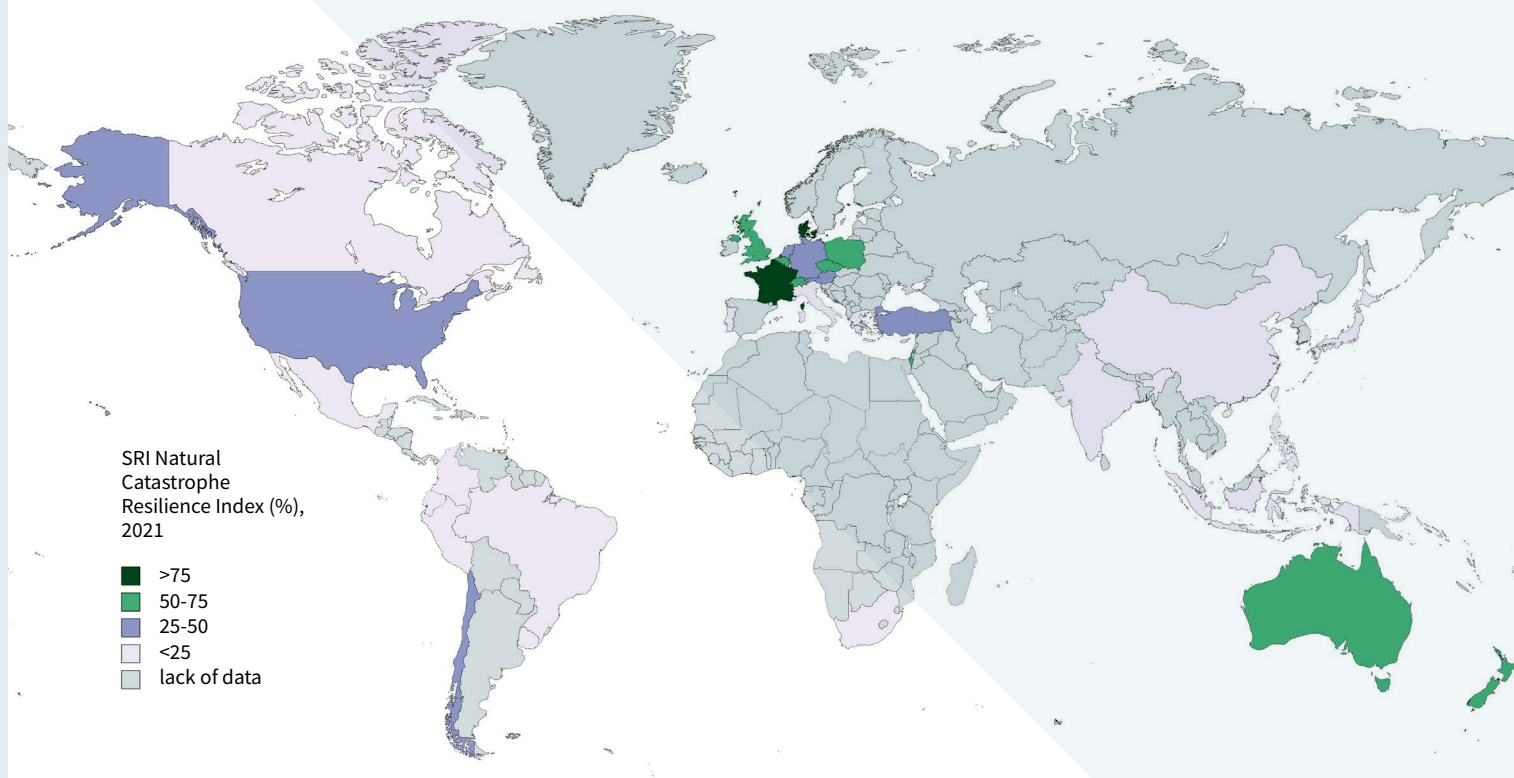 SRI Natural
Catastrophe
Resilience Index (%),
2021
>75
50-75
25-50
<25
lack of data